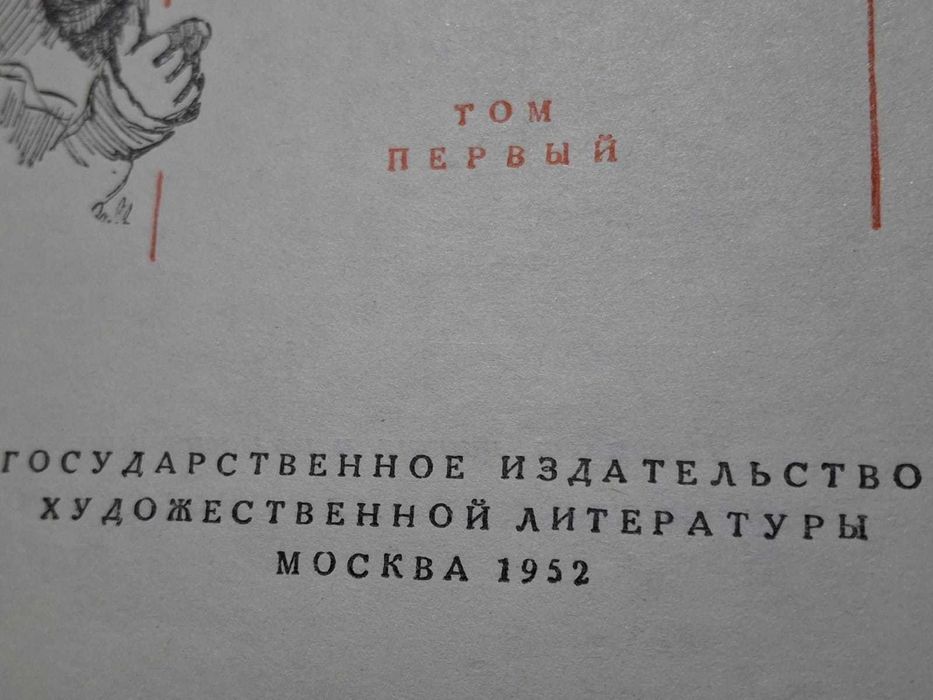 ТОМ
ПЕРВЫЙ
ГОСУДАРСТВЕННОЕ ИЗДАТЕЛЬСТВО
ХУДОЖЕСТВЕННОЙ ЛИТЕРАТУРЫ
МОСКВА 1952